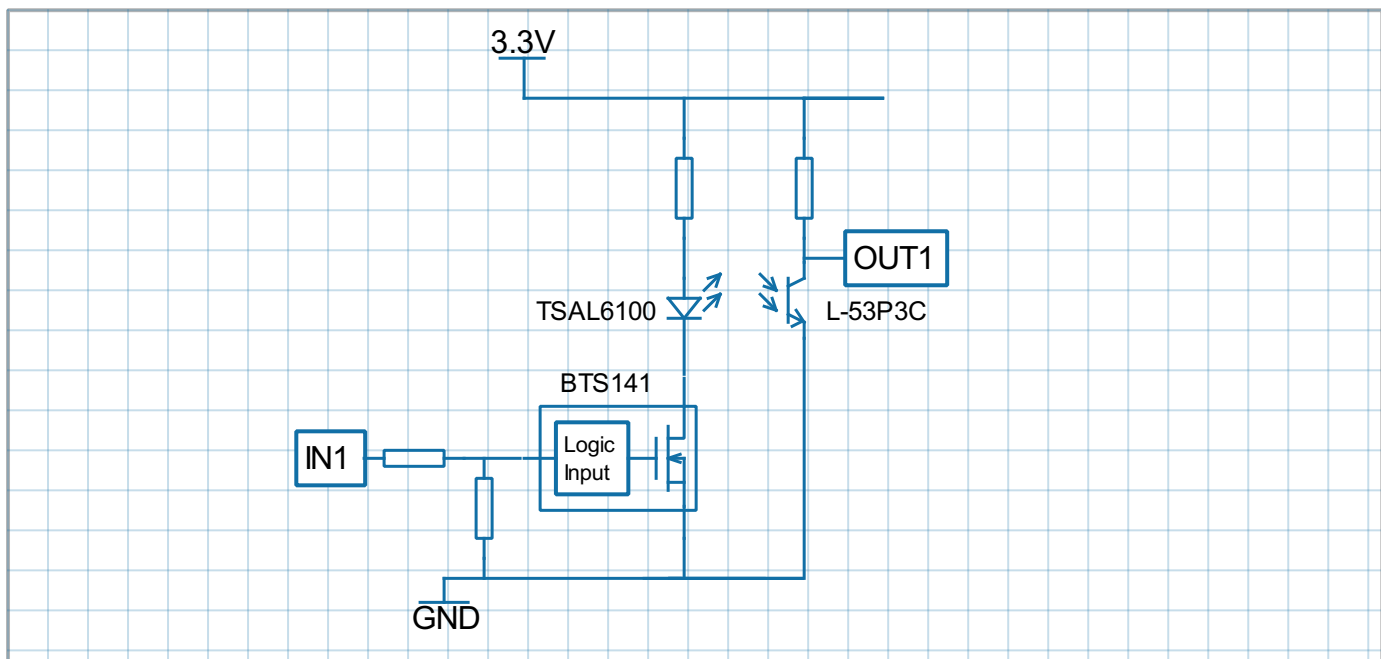 3.3V
OUT1
TSAL6100
L-53P3C
BTS141
IN1
Logic
Input
GND